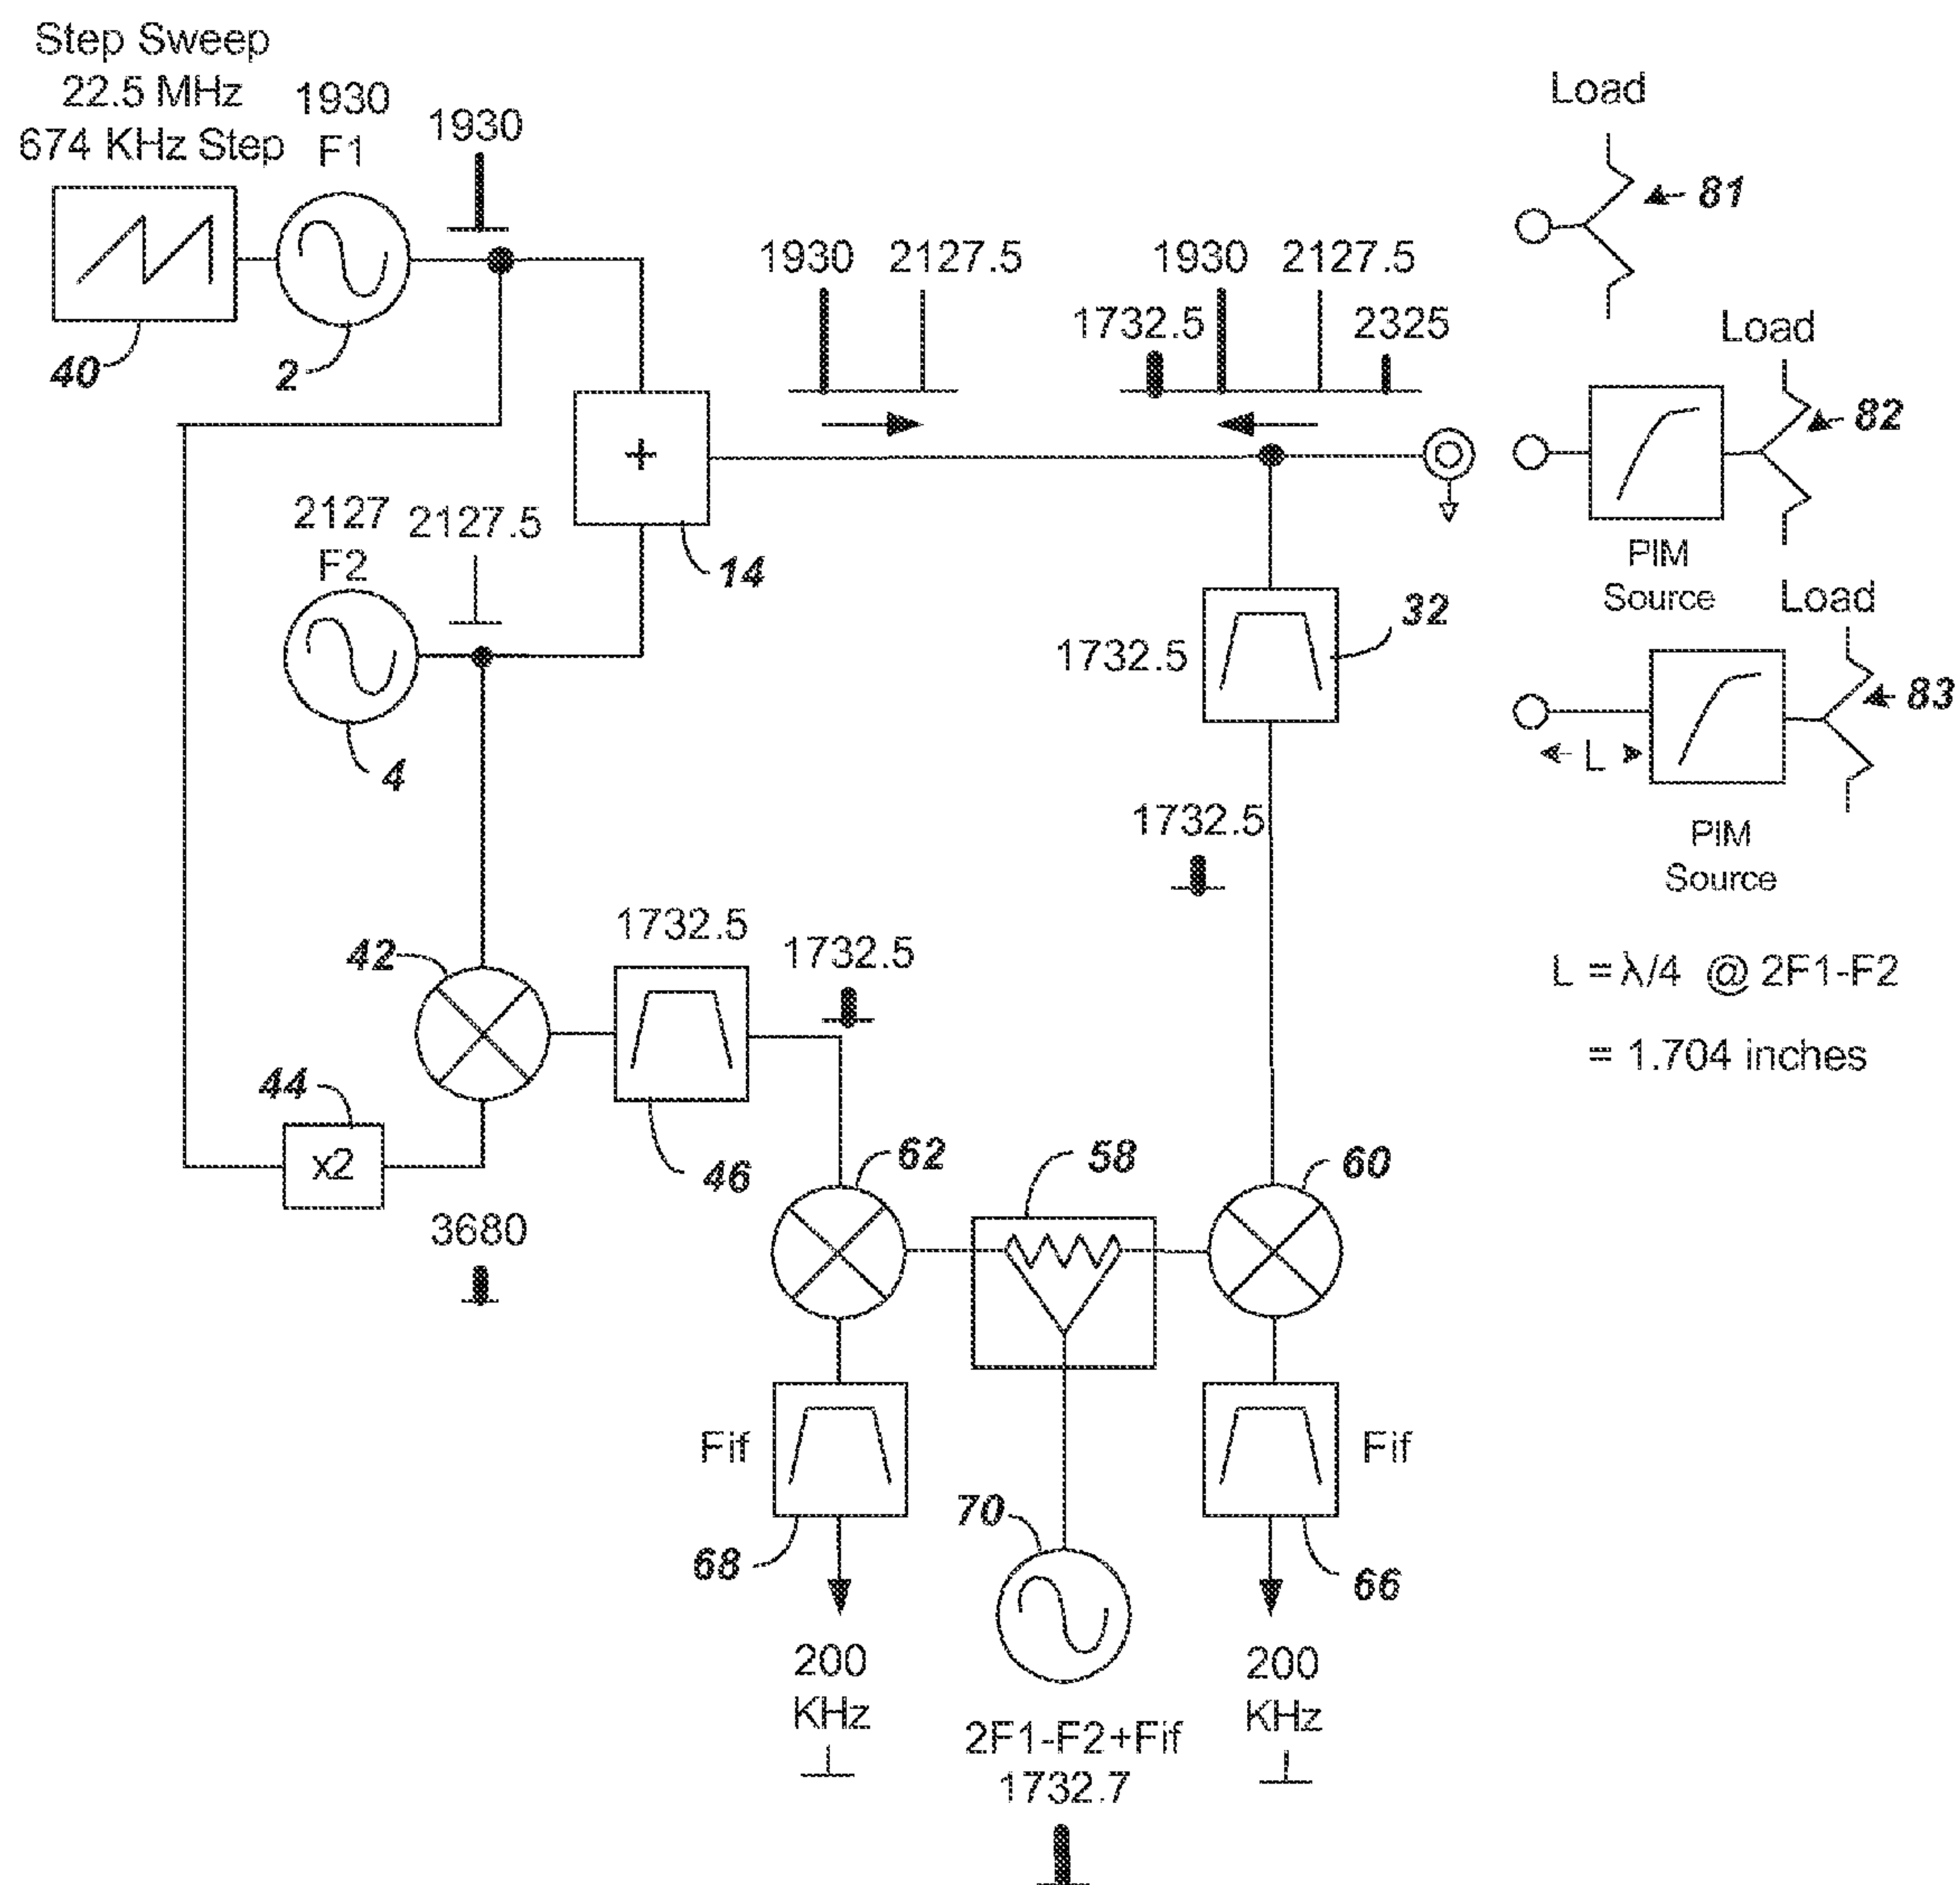 Step Sweep
22.5 MHz
674 KHz Step
1930
F1
1930
40
2
1930 2127.5
1930 2127.5
1732.5 2325
Load
81
Load
82
PIM
Source
Load
83
L
PIM
Source
L = λ/4 @ 2F1-F2
= 1.704 inches
+
14
2127
F2
2127.5
4
1732.5
32
1732.5
42
1732.5
1732.5
44
x2
46
3680
62
58
60
Fif
Fif
68
70
66
200
KHz
2F1-F2+Fif
1732.7
200
KHz